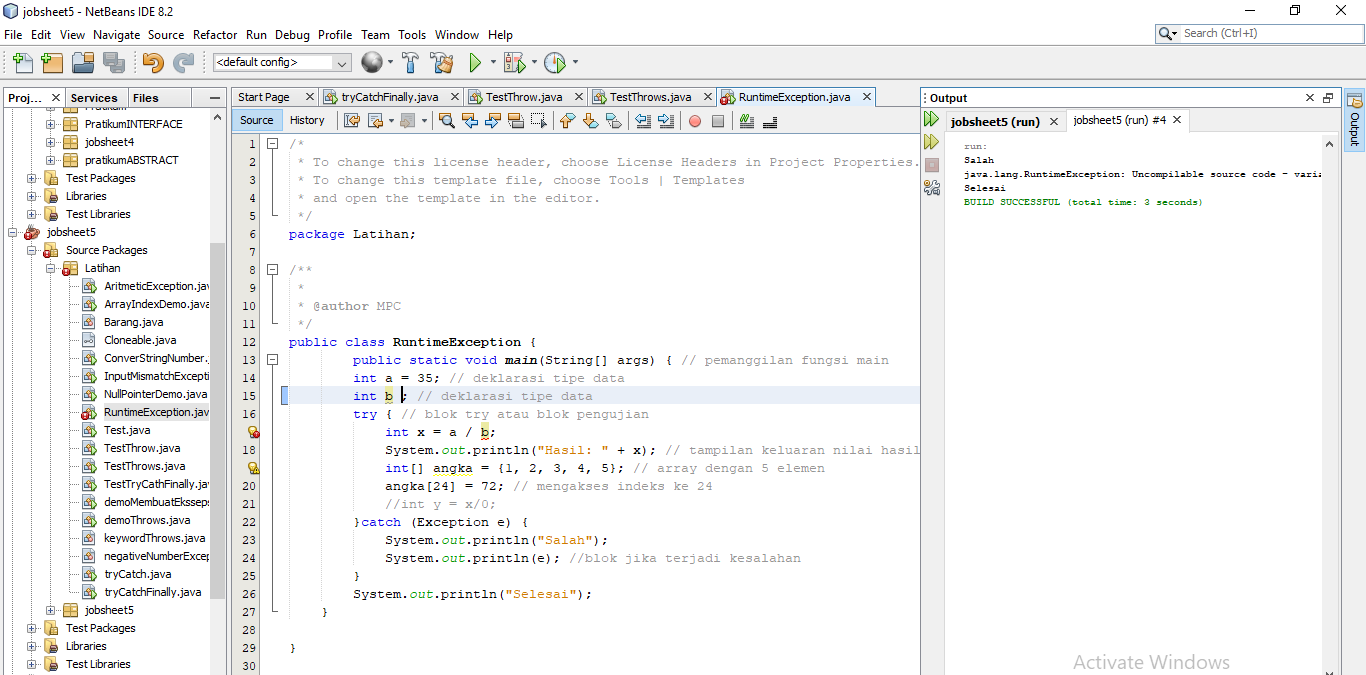 jobsheet5 - NetBeans IDE 8.2
File Edit View Navigate Source Refactor Run Debug Profile Team Tools Window Help
Search (Ctrl+I)
<default config>
Proj... Services Files
PratikumINTERFACE
jobsheet4
pratikumABSTRACT
Test Packages
Libraries
Test Libraries
jobsheet5
Source Packages
Latihan
AritmeticException.jav
ArrayIndexDemo.java
Barang.java
Cloneable.java
ConverStringNumber.
InputMismatchExcepti
NullPointerDemo.java
RuntimeException.jav
Test.java
TestThrow.java
TestThrows.java
TestTryCathFinally.jav
demoMembuatEkssepsi
demoThrows.java
keywordThrows.java
negativeNumberExcep
tryCatch.java
tryCatchFinally.java
jobsheet5
Test Packages
Libraries
Test Libraries
Start Page tryCatchFinally.java TestThrow.java TestThrows.java RuntimeException.java
Source History
1 /*
2 * To change this license header, choose License Headers in Project Properties.
3 * To change this template file, choose Tools | Templates
4 * and open the template in the editor.
5 */
6 package Latihan;
7
8 /**
9 *
10 * @author MPC
11 */
12 public class RuntimeException {
13 public static void main(String[] args) { // pemanggilan fungsi main
14 int a = 35; // deklarasi tipe data
15 int b ; // deklarasi tipe data
16 try { // blok try atau blok pengujian
int x = a / b;
18 System.out.println("Hasil: " + x); // tampilan keluaran nilai hasil
int[] angka = {1, 2, 3, 4, 5}; // array dengan 5 elemen
20 angka[24] = 72; // mengakses indeks ke 24
21 //int y = x/0;
22 }catch (Exception e) {
23 System.out.println("Salah");
24 System.out.println(e); //blok jika terjadi kesalahan
25 }
26 System.out.println("Selesai");
27 }
28
29 }
30
Output
jobsheet5 (run) jobsheet5 (run) #4
run:
Salah
java.lang.RuntimeException: Uncompilable source code - varia
Selesai
BUILD SUCCESSFUL (total time: 3 seconds)
Output
Activate Windows